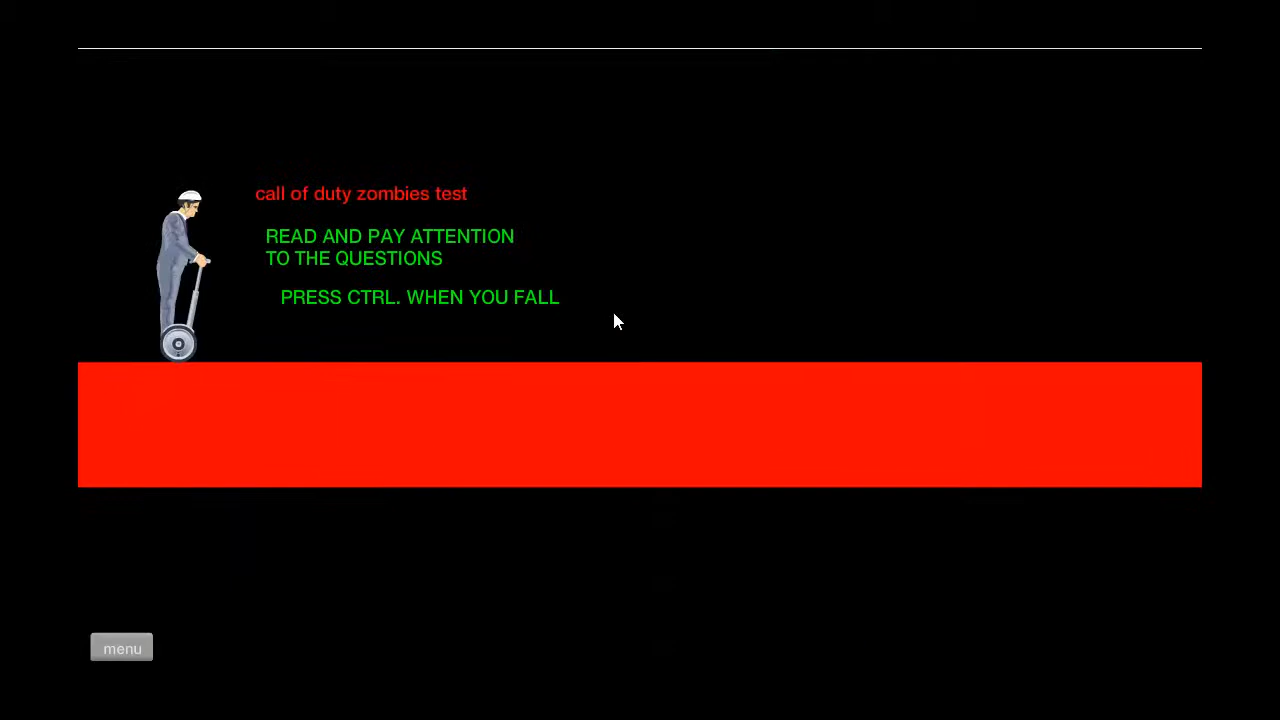 call of duty zombies test
READ AND PAY ATTENTION
TO THE QUESTIONS
PRESS CTRL. WHEN YOU FALL
menu